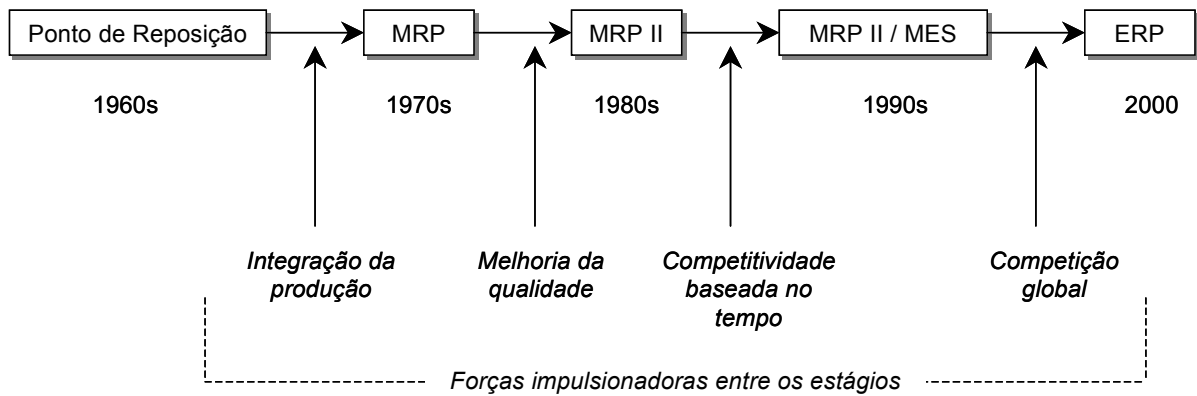 Ponto de Reposição
MRP
MRP II
MRP II / MES
ERP
1960s
1970s
1980s
1990s
2000
Integração da
produção
Melhoria da
qualidade
Competitividade
baseada no
tempo
Competição
global
Forças impulsionadoras entre os estágios